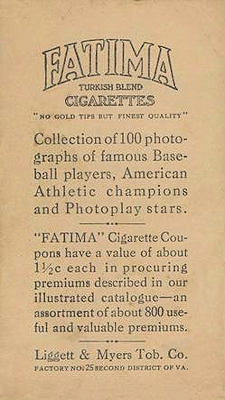 FATIMA
TURKISH BLEND
CIGARETTES
"NO GOLD TIPS BUT FINEST QUALITY"
Collection of 100 photo-
graphs of famous Base-
ball players, American
Athletic champions
and Photoplay stars.
"FATIMA" Cigarette Cou-
pons have a value of about
1½c each in procuring
premiums described in our
illustrated catalogue—an
assortment of about 800 use-
ful and valuable premiums.
Liggett & Myers Tob. Co.
FACTORY NO. 25 SECOND DISTRICT OF VA.